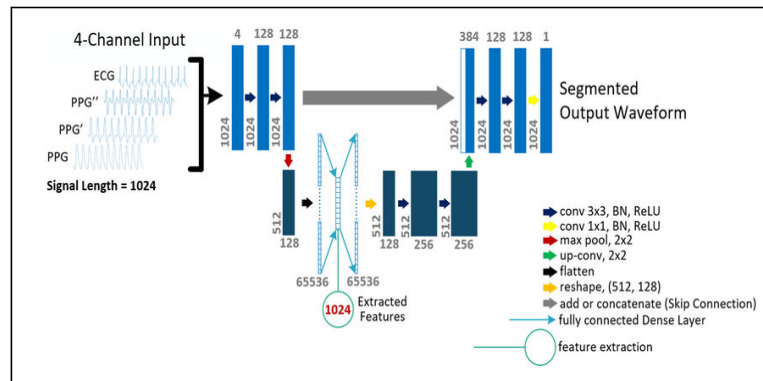 4-Channel Input
ECG
PPG''
PPG'
PPG
Signal Length = 1024
4 128 128
1024 1024 1024
384 128 128 1
1024 1024 1024 1024
Segmented
Output Waveform
512
128
65536 65536
1024
Extracted
Features
512 512 512
128 256 256
conv 3x3, BN, ReLU
conv 1x1, BN, ReLU
max pool, 2x2
up-conv, 2x2
flatten
reshape, (512, 128)
add or concatenate (Skip Connection)
fully connected Dense Layer
feature extraction